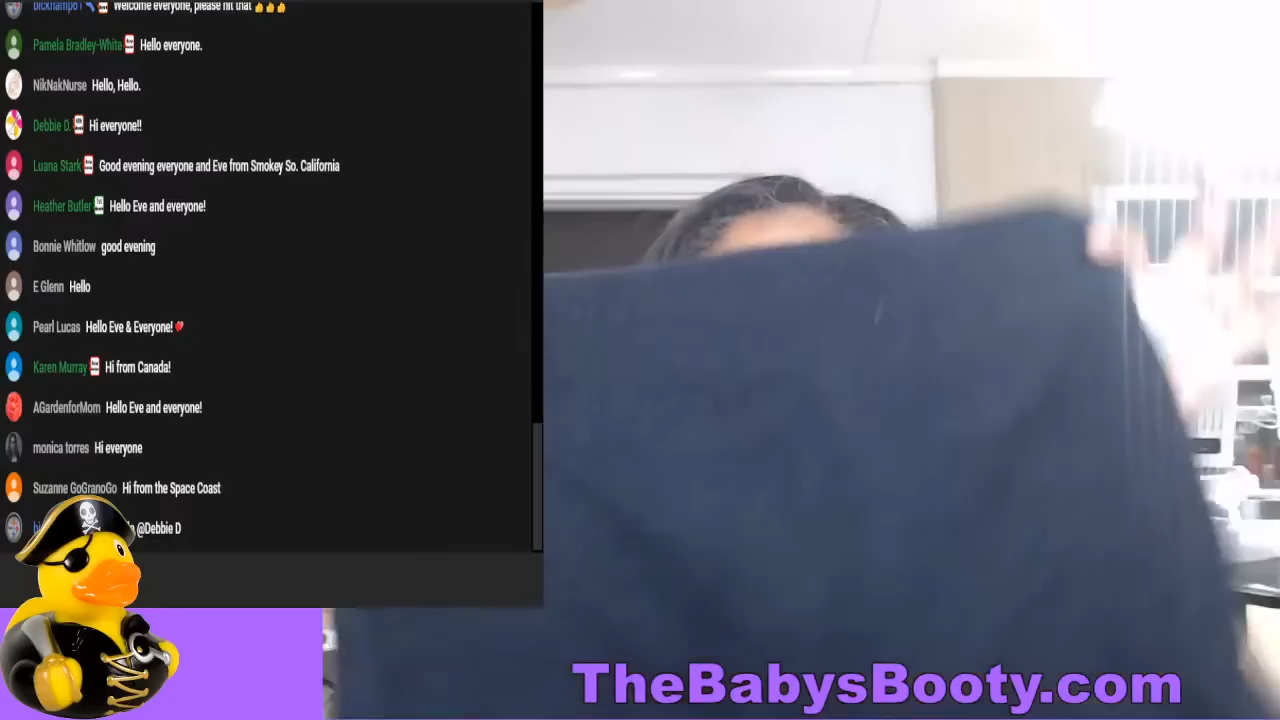 Welcome everyone, please hit that 👍👍👍
Pamela Bradley-White Hello everyone.
NikNakNurse Hello, Hello.
Debbie D. Hi everyone!!
Luana Stark Good evening everyone and Eve from Smokey So. California
Heather Butler Hello Eve and everyone!
Bonnie Whitlow good evening
E Glenn Hello
Pearl Lucas Hello Eve & Everyone!❤️
Karen Murray Hi from Canada!
AGardenforMom Hello Eve and everyone!
monica torres Hi everyone
Suzanne GoGranoGo Hi from the Space Coast
@Debbie D
TheBabysBooty.com